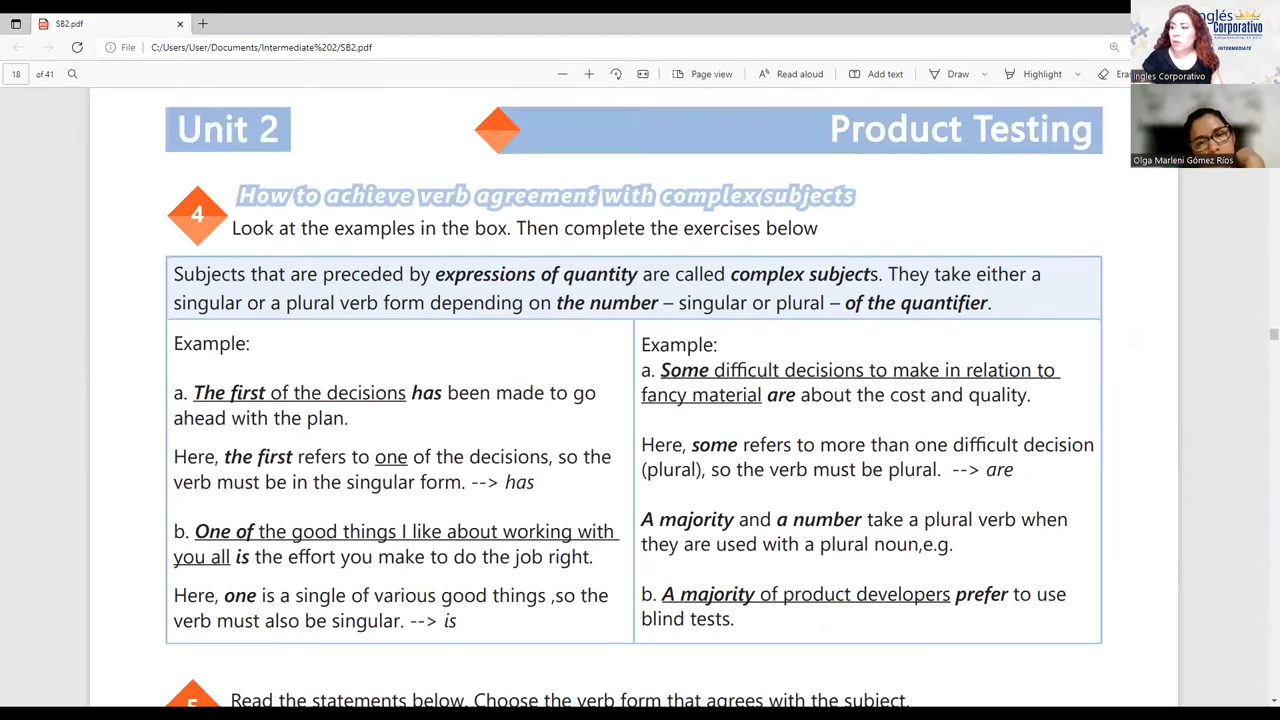 SB2.pdf
File C:/Users/User/Documents/Intermediate%202/SB2.pdf
18 of 41 Page view Read aloud Add text Draw Highlight Eras
Inglés
Corporativo
INTERMEDIATE
Ingles Corporativo
Olga Marleni Gómez Ríos
Unit 2
Product Testing
4
How to achieve verb agreement with complex subjects
Look at the examples in the box. Then complete the exercises below
Subjects that are preceded by expressions of quantity are called complex subjects. They take either a
singular or a plural verb form depending on the number – singular or plural – of the quantifier.
Example:
a. The first of the decisions has been made to go
ahead with the plan.
Here, the first refers to one of the decisions, so the
verb must be in the singular form. --> has
b. One of the good things I like about working with
you all is the effort you make to do the job right.
Here, one is a single of various good things ,so the
verb must also be singular. --> is
Example:
a. Some difficult decisions to make in relation to
fancy material are about the cost and quality.
Here, some refers to more than one difficult decision
(plural), so the verb must be plural. --> are
A majority and a number take a plural verb when
they are used with a plural noun,e.g.
b. A majority of product developers prefer to use
blind tests.
5
Read the statements below. Choose the verb form that agrees with the subject.